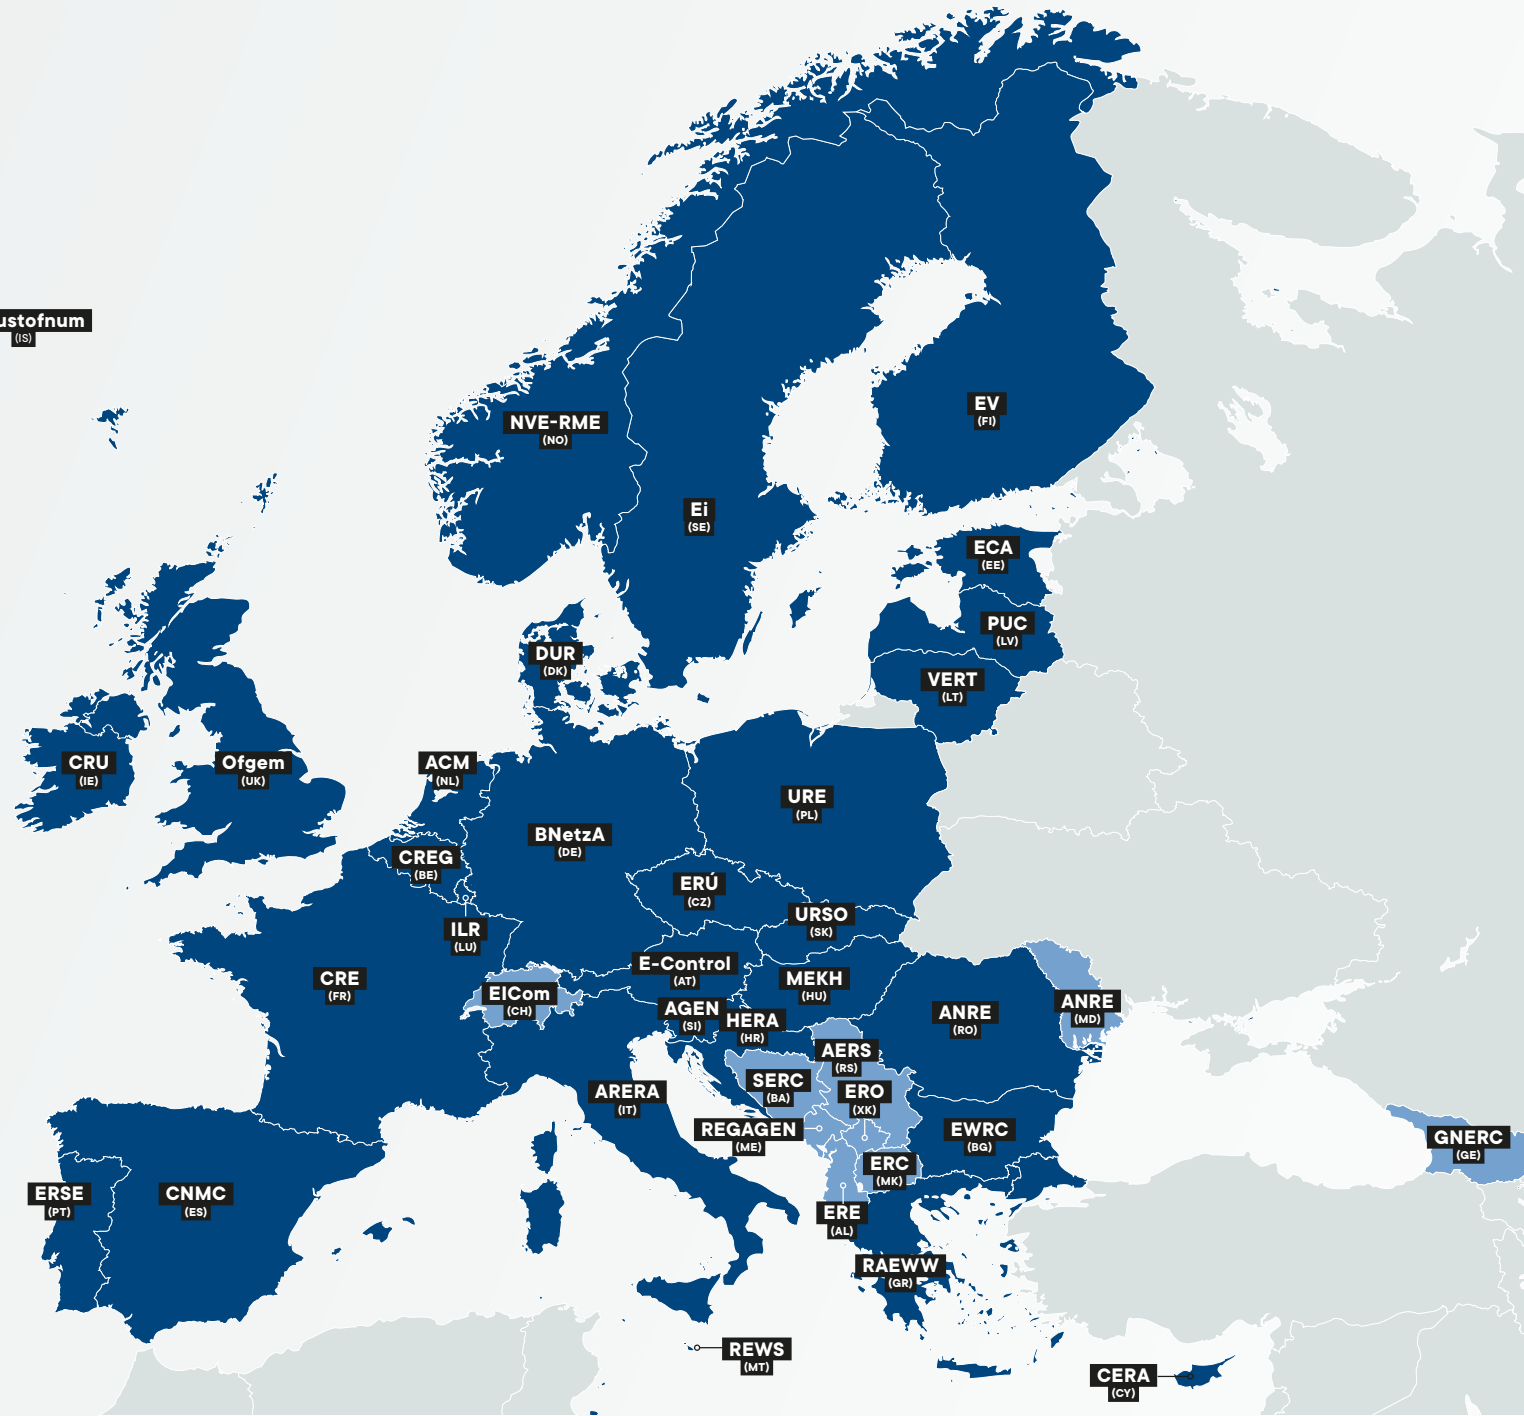 ustofnum
(IS)
NVE-RME
(NO)
EV
(FI)
Ei
(SE)
ECA
(EE)
PUC
(LV)
DUR
(DK)
VERT
(LT)
CRU
(IE)
Ofgem
(UK)
ACM
(NL)
URE
(PL)
BNetzA
(DE)
CREG
(BE)
ERÚ
(CZ)
URSO
(SK)
ILR
(LU)
E-Control
(AT)
CRE
(FR)
MEKH
(HU)
ElCom
(CH)
ANRE
(MD)
AGEN
(SI)
HERA
(HR)
ANRE
(RO)
AERS
(RS)
SERC
(BA)
ERO
(XK)
ARERA
(IT)
REGAGEN
(ME)
EWRC
(BG)
GNERC
(GE)
ERC
(MK)
ERSE
(PT)
CNMC
(ES)
ERE
(AL)
RAEWW
(GR)
REWS
(MT)
CERA
(CY)